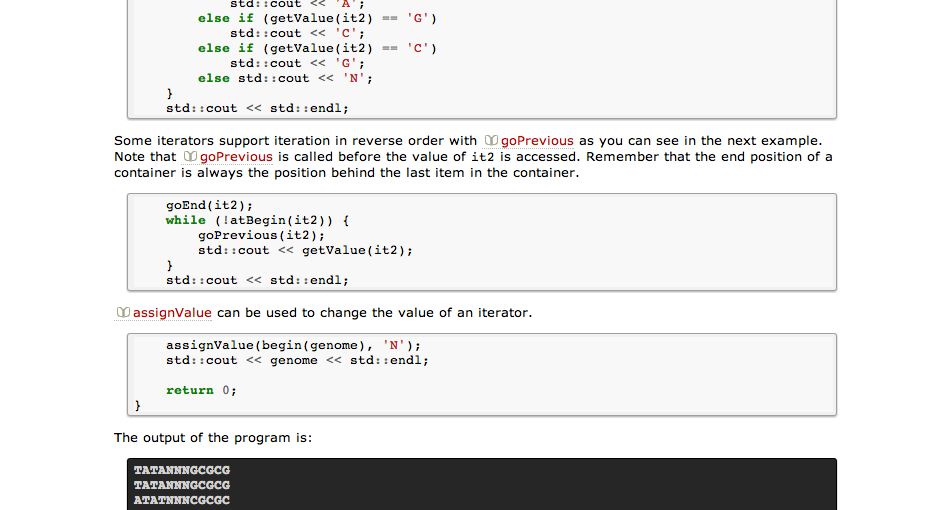 std::cout << 'A';
else if (getValue(it2) == 'G')
std::cout << 'C';
else if (getValue(it2) == 'C')
std::cout << 'G';
else std::cout << 'N';
}
std::cout << std::endl;
Some iterators support iteration in reverse order with goPrevious as you can see in the next example.
Note that goPrevious is called before the value of it2 is accessed. Remember that the end position of a
container is always the position behind the last item in the container.
goEnd(it2);
while (!atBegin(it2)) {
goPrevious(it2);
std::cout << getValue(it2);
}
std::cout << std::endl;
assignValue can be used to change the value of an iterator.
assignValue(begin(genome), 'N');
std::cout << genome << std::endl;
return 0;
}
The output of the program is:
TATANNNGCGCG
TATANNNGCGCG
ATATNNNCGCGC